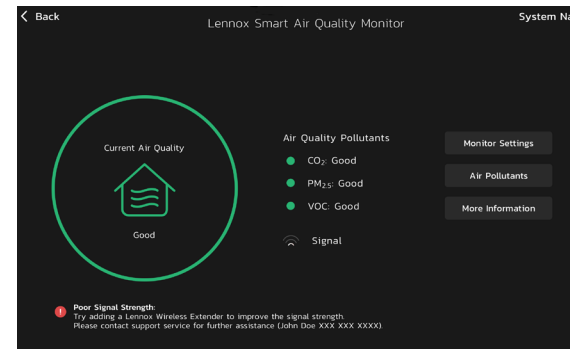 Back
Lennox Smart Air Quality Monitor
System Na
Current Air Quality
Good
Air Quality Pollutants
CO₂: Good
PM₂.₅: Good
VOC: Good
Signal
Monitor Settings
Air Pollutants
More Information
Poor Signal Strength:
Try adding a Lennox Wireless Extender to improve the signal strength.
Please contact support service for further assistance (John Doe XXX XXX XXXX).